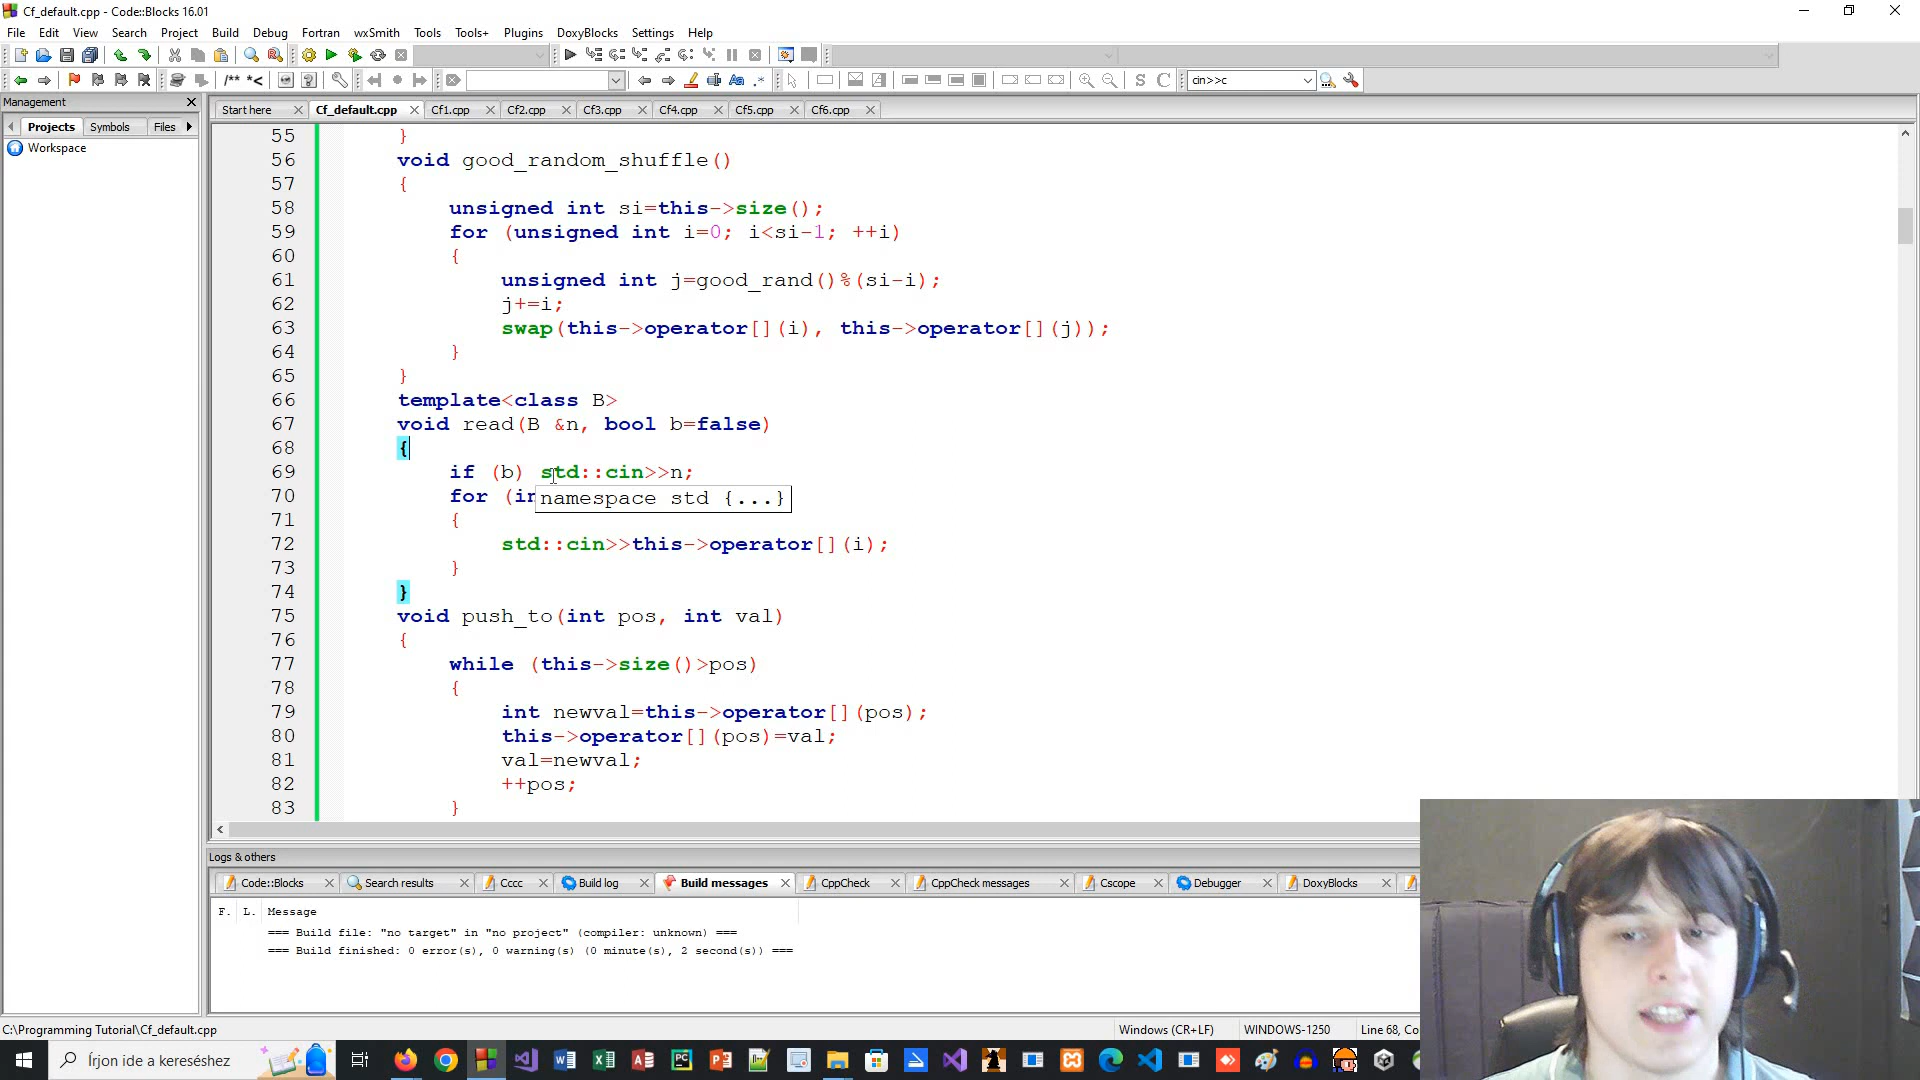 Cf_default.cpp - Code::Blocks 16.01
File Edit View Search Project Build Debug Fortran wxSmith Tools Tools+ Plugins DoxyBlocks Settings Help
/** *< cin>>c
Management
Start here Cf_default.cpp Cf1.cpp Cf2.cpp Cf3.cpp Cf4.cpp Cf5.cpp Cf6.cpp
Projects Symbols Files
Workspace
55 }
56 void good_random_shuffle()
57 {
58 unsigned int si=this->size();
59 for (unsigned int i=0; i<si-1; ++i)
60 {
61 unsigned int j=good_rand()%(si-i);
62 j+=i;
63 swap(this->operator[](i), this->operator[](j));
64 }
65 }
66 template<class B>
67 void read(B &n, bool b=false)
68 {
69 if (b) std::cin>>n;
70 for (in
namespace std {...}
71 {
72 std::cin>>this->operator[](i);
73 }
74 }
75 void push_to(int pos, int val)
76 {
77 while (this->size()>pos)
78 {
79 int newval=this->operator[](pos);
80 this->operator[](pos)=val;
81 val=newval;
82 ++pos;
83 }
Logs & others
Code::Blocks Search results Cccc Build log Build messages CppCheck CppCheck messages Cscope Debugger DoxyBlocks
F. L. Message
=== Build file: "no target" in "no project" (compiler: unknown) ===
=== Build finished: 0 error(s), 0 warning(s) (0 minute(s), 2 second(s)) ===
C:\Programming Tutorial\Cf_default.cpp Windows (CR+LF) WINDOWS-1250 Line 68, Co
Írjon ide a kereséshez